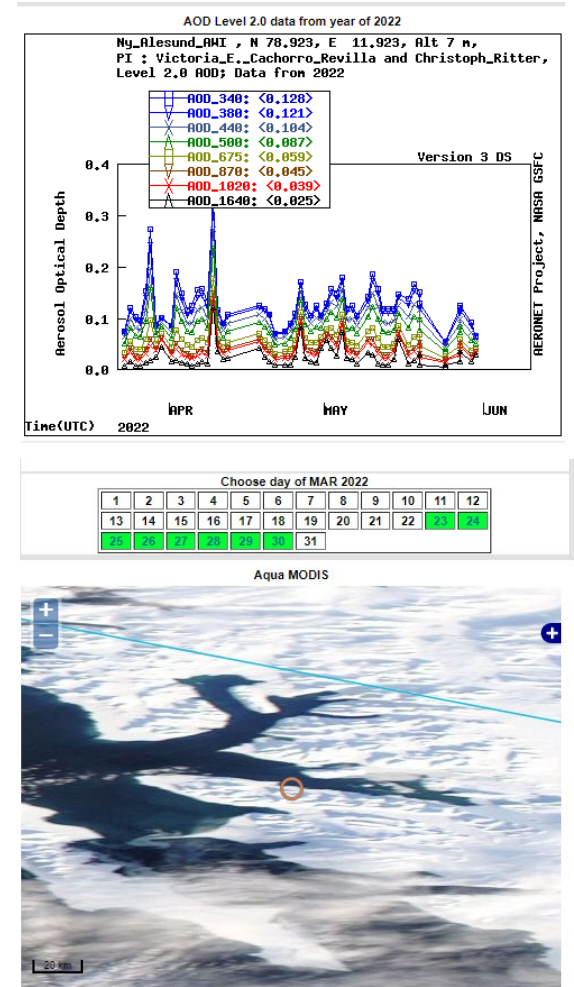 AOD Level 2.0 data from year of 2022
Ny_Alesund_AWI , N 78.923, E  11.923, Alt 7 m,
PI : Victoria_E._Cachorro_Revilla and Christoph_Ritter,
Level 2.0 AOD; Data from 2022
AOD_340: <0.128>
AOD_380: <0.121>
AOD_440: <0.104>
AOD_500: <0.087>
AOD_675: <0.059>
AOD_870: <0.045>
AOD_1020: <0.039>
AOD_1640: <0.025>
Version 3 DS
0.4
0.3
0.2
0.1
0.0
Aerosol Optical Depth
AERONET Project, NASA GSFC
APR MAY JUN
Time(UTC) 2022
Choose day of MAR 2022
1 2 3 4 5 6 7 8 9 10 11 12
13 14 15 16 17 18 19 20 21 22 23 24
25 26 27 28 29 30 31
Aqua MODIS
+
−
+
20 km